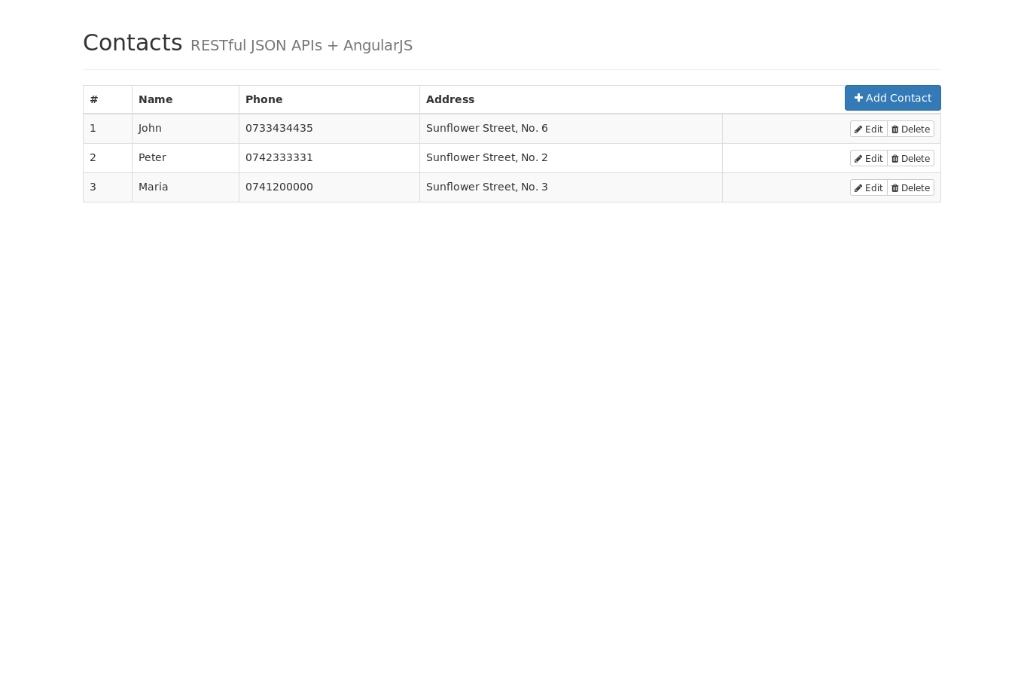 Contacts RESTful JSON APIs + AngularJS
# Name Phone Address Add Contact
1 John 0733434435 Sunflower Street, No. 6 Edit Delete
2 Peter 0742333331 Sunflower Street, No. 2 Edit Delete
3 Maria 0741200000 Sunflower Street, No. 3 Edit Delete